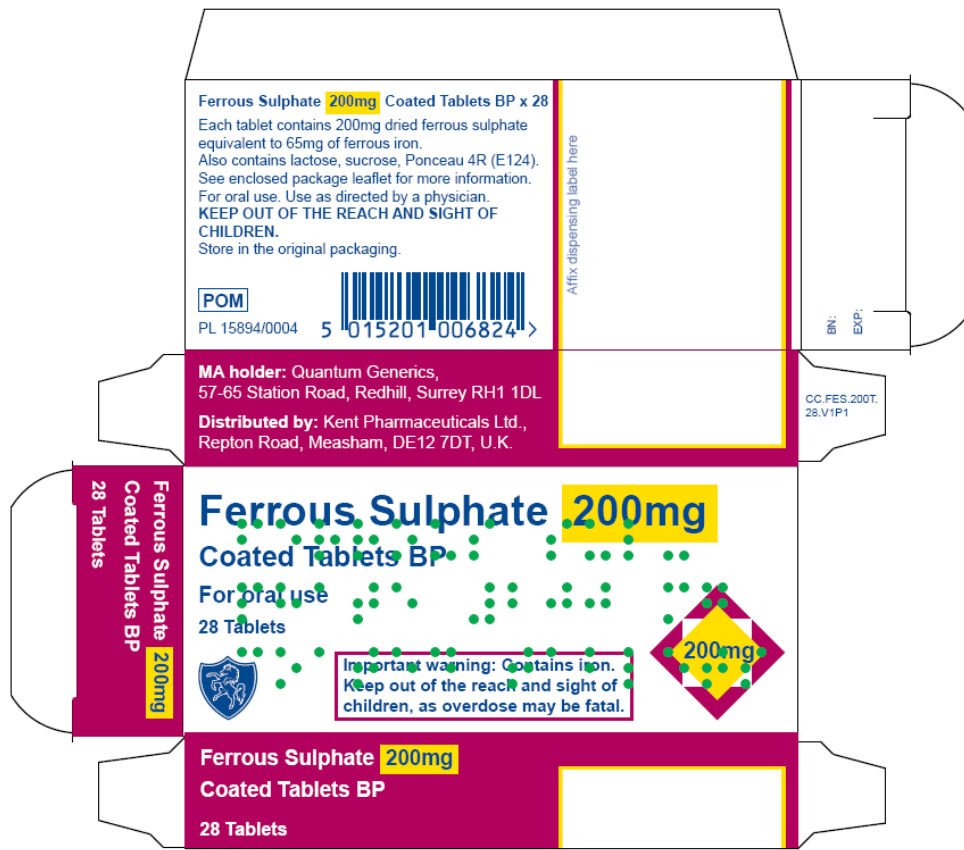 Ferrous Sulphate 200mg Coated Tablets BP x 28
Each tablet contains 200mg dried ferrous sulphate
equivalent to 65mg of ferrous iron.
Also contains lactose, sucrose, Ponceau 4R (E124).
See enclosed package leaflet for more information.
For oral use. Use as directed by a physician.
KEEP OUT OF THE REACH AND SIGHT OF
CHILDREN.
Store in the original packaging.
POM
PL 15894/0004
5 015201 006824 >
Affix dispensing label here
BN:
EXP:
MA holder: Quantum Generics,
57-65 Station Road, Redhill, Surrey RH1 1DL
Distributed by: Kent Pharmaceuticals Ltd.,
Repton Road, Measham, DE12 7DT, U.K.
CC.FES.200T.
28.V1P1
Ferrous Sulphate 200mg
Coated Tablets BP
28 Tablets
Ferrous Sulphate 200mg
Coated Tablets BP
For oral use
28 Tablets
200mg
Important warning: Contains iron.
Keep out of the reach and sight of
children, as overdose may be fatal.
Ferrous Sulphate 200mg
Coated Tablets BP
28 Tablets